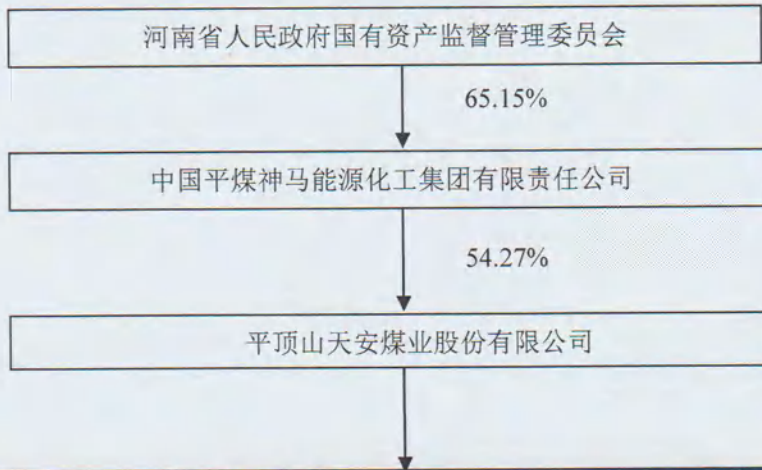 河南省人民政府国有资产监督管理委员会
65.15%
中国平煤神马能源化工集团有限责任公司
54.27%
平顶山天安煤业股份有限公司